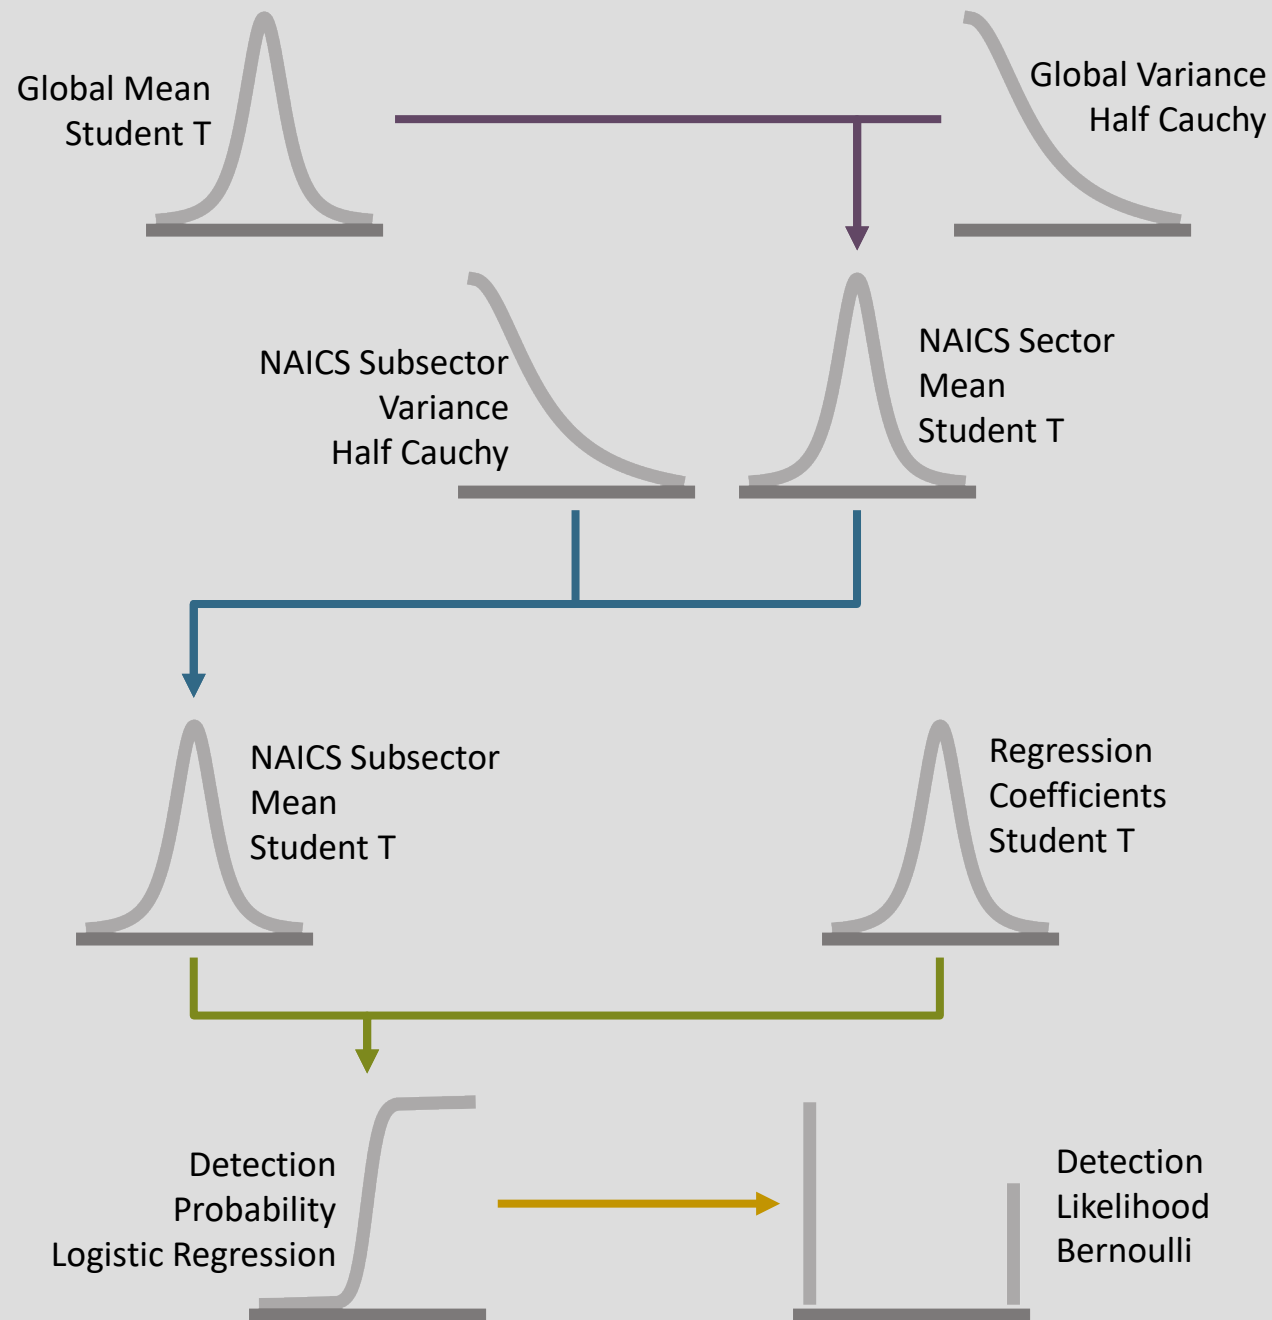 Global Mean
Student T
Global Variance
Half Cauchy
NAICS Subsector
Variance
Half Cauchy
NAICS Sector
Mean
Student T
NAICS Subsector
Mean
Student T
Regression
Coefficients
Student T
Detection
Probability
Logistic Regression
Detection
Likelihood
Bernoulli